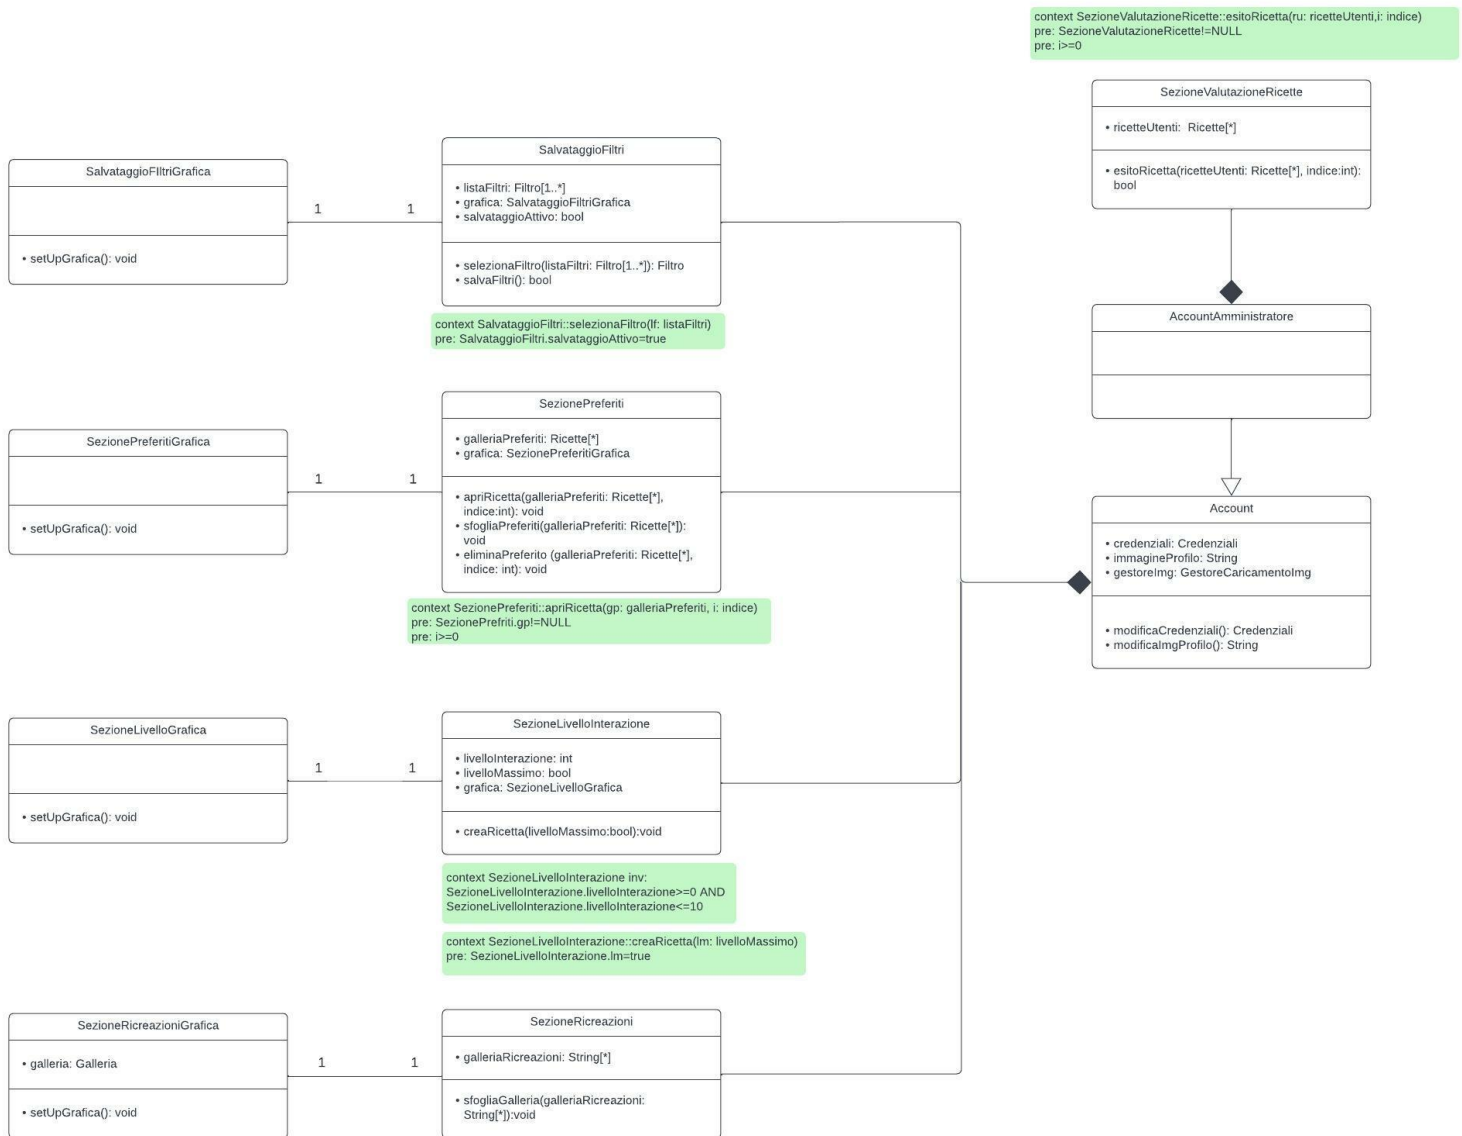 context SezioneValutazioneRicette::esitoRicetta(ru: ricetteUtenti,i: indice)
pre: SezioneValutazioneRicette!=NULL
pre: i>=0
SezioneValutazioneRicette
• ricetteUtenti:  Ricette[*]
• esitoRicetta(ricetteUtenti: Ricette[*], indice:int):
bool
SalvataggioFIltriGrafica
• setUpGrafica(): void
1
1
SalvataggioFiltri
• listaFiltri: Filtro[1..*]
• grafica: SalvataggioFiltriGrafica
• salvataggioAttivo: bool
• selezionaFiltro(listaFiltri: Filtro[1..*]): Filtro
• salvaFiltri(): bool
context SalvataggioFiltri::selezionaFiltro(lf: listaFiltri)
pre: SalvataggioFiltri.salvataggioAttivo=true
AccountAmministratore
SezionePreferitiGrafica
• setUpGrafica(): void
1
1
SezionePreferiti
• galleriaPreferiti: Ricette[*]
• grafica: SezionePreferitiGrafica
• apriRicetta(galleriaPreferiti: Ricette[*],
indice:int): void
• sfogliaPreferiti(galleriaPreferiti: Ricette[*]):
void
• eliminaPreferito (galleriaPreferiti: Ricette[*],
indice: int): void
context SezionePreferiti::apriRicetta(gp: galleriaPreferiti, i: indice)
pre: SezionePrefriti.gp!=NULL
pre: i>=0
Account
• credenziali: Credenziali
• immagineProfilo: String
• gestoreImg: GestoreCaricamentoImg
• modificaCredenziali(): Credenziali
• modificaImgProfilo(): String
SezioneLivelloGrafica
• setUpGrafica(): void
1
1
SezioneLivelloInterazione
• livelloInterazione: int
• livelloMassimo: bool
• grafica: SezioneLivelloGrafica
• creaRicetta(livelloMassimo:bool):void
context SezioneLivelloInterazione inv:
SezioneLivelloInterazione.livelloInterazione>=0 AND
SezioneLivelloInterazione.livelloInterazione<=10
context SezioneLivelloInterazione::creaRicetta(lm: livelloMassimo)
pre: SezioneLivelloInterazione.lm=true
SezioneRicreazioniGrafica
• galleria: Galleria
• setUpGrafica(): void
1
1
SezioneRicreazioni
• galleriaRicreazioni: String[*]
• sfogliaGalleria(galleriaRicreazioni:
String[*]):void